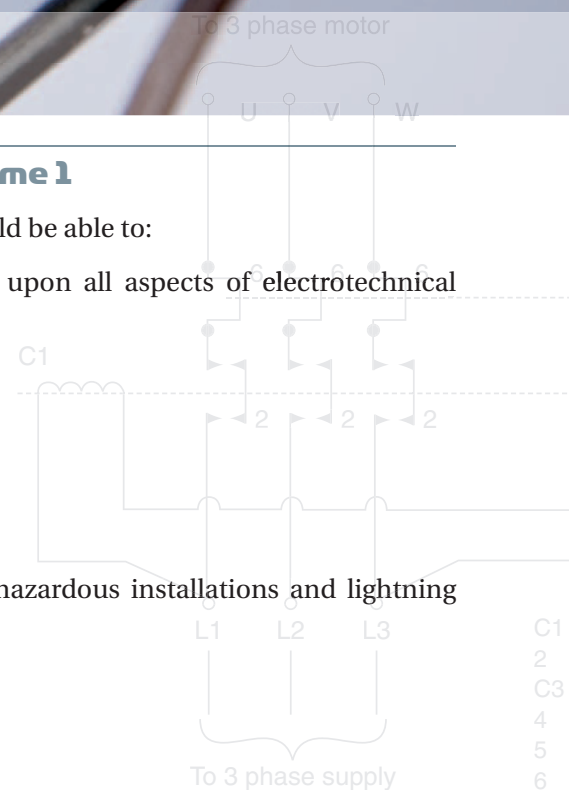 To 3 phase motor
U V W
me 1
ld be able to:
6 6 6
upon all aspects of electrotechnical
C1
2 2 2
hazardous installations and lightning
L1 L2 L3
C1
2
C3
4
5
6
To 3 phase supply